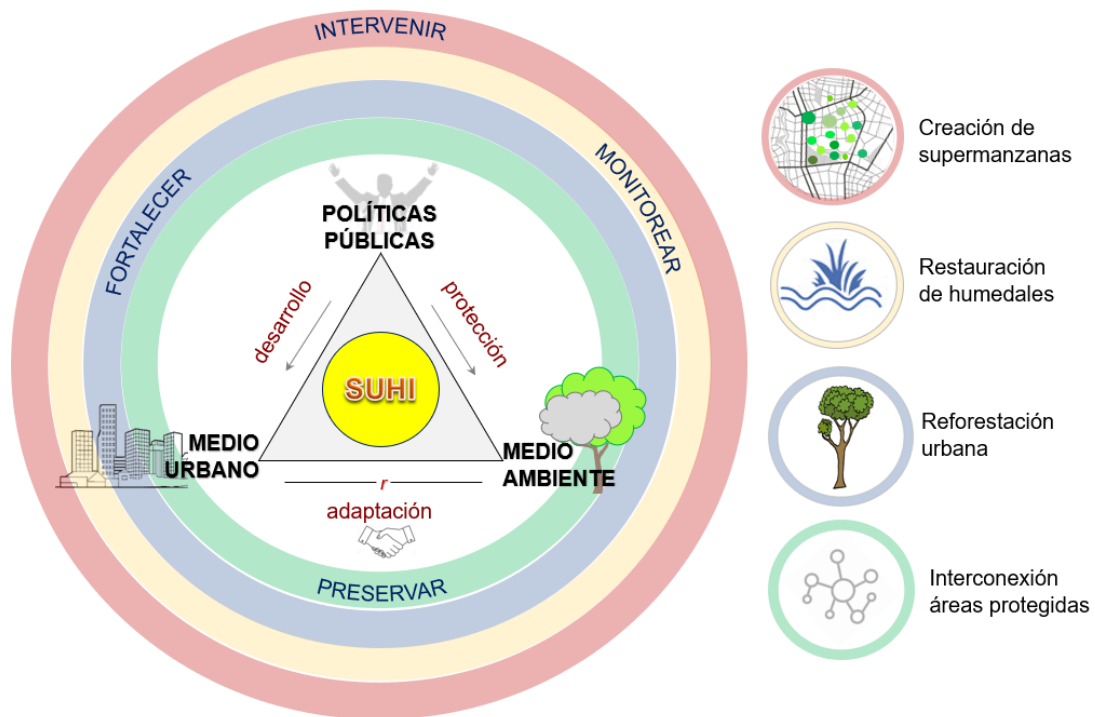 INTERVENIR
MONITOREAR
FORTALECER
POLÍTICAS
PÚBLICAS
desarrollo
protección
SUHI
MEDIO
URBANO
MEDIO
AMBIENTE
r
adaptación
PRESERVAR
Creación de
supermanzanas
Restauración
de humedales
Reforestación
urbana
Interconexión
áreas protegidas